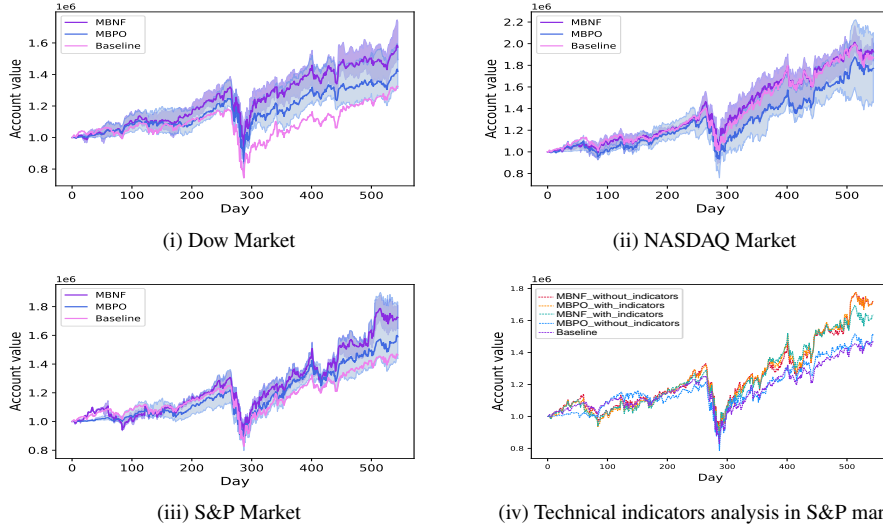 1e6
MBNF
MBPO
Baseline
Account value
1.6
1.4
1.2
1.0
0.8
0 100 200 300 400 500
Day
(i) Dow Market
1e6
MBNF
MBPO
Baseline
Account value
2.2
2.0
1.8
1.6
1.4
1.2
1.0
0.8
0 100 200 300 400 500
Day
(ii) NASDAQ Market
1e6
MBNF
MBPO
Baseline
Account value
1.8
1.6
1.4
1.2
1.0
0.8
0 100 200 300 400 500
Day
(iii) S&P Market
1e6
MBNF_without_indicators
MBPO_with_indicators
MBNF_with_indicators
MBPO_without_indicators
Baseline
Account value
1.8
1.6
1.4
1.2
1.0
0.8
0 100 200 300 400 500
Day
(iv) Technical indicators analysis in S&P mar